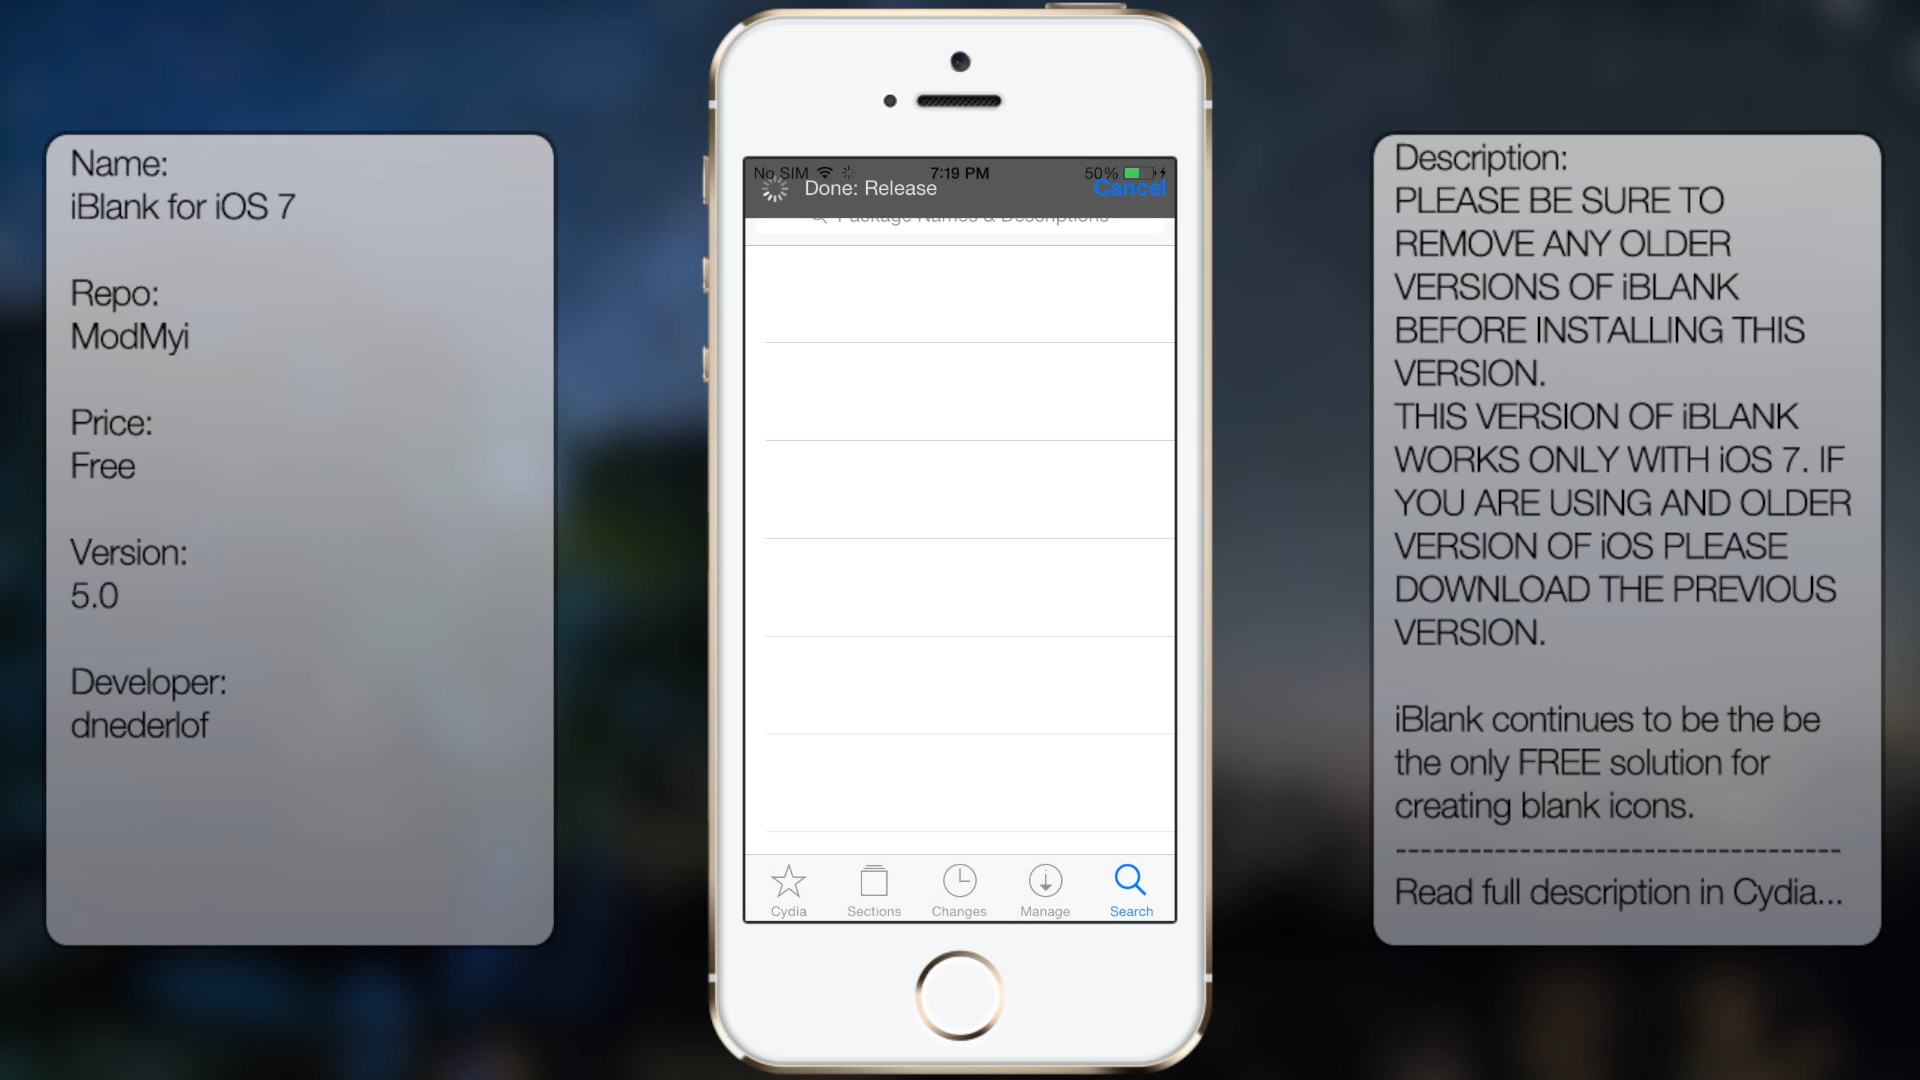 Name:
iBlank for iOS 7
Repo:
ModMyi
Price:
Free
Version:
5.0
Developer:
dnederlof
No SIM 7:19 PM 50%
Done: Release Cancel
Package Names & Descriptions
Cydia Sections Changes Manage Search
Description:
PLEASE BE SURE TO
REMOVE ANY OLDER
VERSIONS OF iBLANK
BEFORE INSTALLING THIS
VERSION.
THIS VERSION OF iBLANK
WORKS ONLY WITH iOS 7. IF
YOU ARE USING AND OLDER
VERSION OF iOS PLEASE
DOWNLOAD THE PREVIOUS
VERSION.
iBlank continues to be the be
the only FREE solution for
creating blank icons.
------------------------------------
Read full description in Cydia...